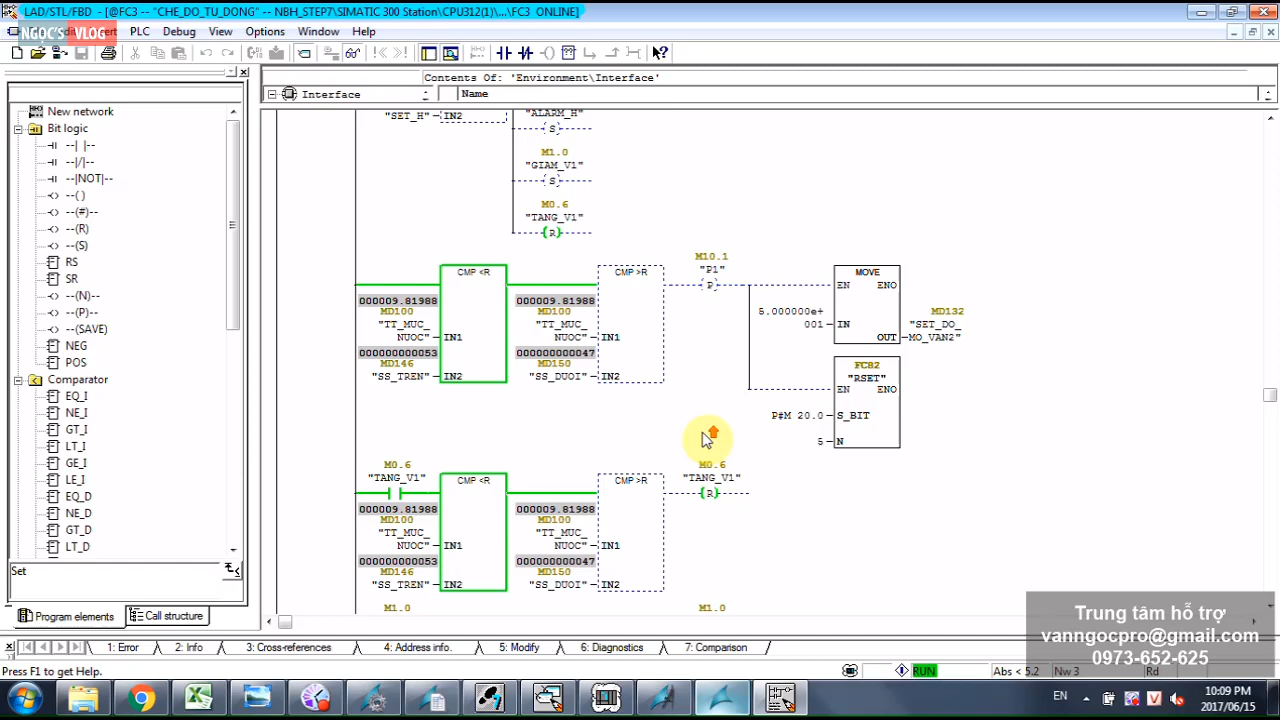 LAD/STL/FBD - [@FC3 -- "CHE_DO_TU_DONG" -- NBH_STEP7\SIMATIC 300 Station\CPU312(1)\...\FC3 ONLINE]
NGỌC'S VLOG
PLC Debug View Options Window Help
Contents Of: 'Environment\Interface'
Interface
Name
New network
Bit logic
--| |--
--|/|--
--|NOT|--
--( )
--(#)--
--(R)
--(S)
RS
SR
--(N)--
--(P)--
--(SAVE)
NEG
POS
Comparator
EQ_I
NE_I
GT_I
LT_I
GE_I
LE_I
EQ_D
NE_D
GT_D
LT_D
Set
Program elements
Call structure
"SET_H" IN2
"ALARM_H"
S
M1.0
"GIAM_V1"
S
M0.6
"TANG_V1"
R
CMP <R
000009.81988
MD100
"TT_MUC_
NUOC" IN1
000000000053
MD146
"SS_TREN" IN2
CMP >R
000009.81988
MD100
"TT_MUC_
NUOC" IN1
000000000047
MD150
"SS_DUOI" IN2
M10.1
"P1"
P
MOVE
EN ENO
5.000000e+
001 IN
OUT
MD132
"SET_DO_
MO_VAN2"
FC82
"RSET"
EN ENO
P#M 20.0 S_BIT
5 N
M0.6
"TANG_V1"
CMP <R
000009.81988
MD100
"TT_MUC_
NUOC" IN1
000000000053
MD146
"SS_TREN" IN2
CMP >R
000009.81988
MD100
"TT_MUC_
NUOC" IN1
000000000047
MD150
"SS_DUOI" IN2
M0.6
"TANG_V1"
R
M1.0
M1.0
Trung tâm hỗ trợ
vanngocpro@gmail.com
0973-652-625
1: Error 2: Info 3: Cross-references 4: Address info. 5: Modify 6: Diagnostics 7: Comparison
Press F1 to get Help.
RUN
Abs < 5.2
Nw 3
EN
10:09 PM
2017/06/15